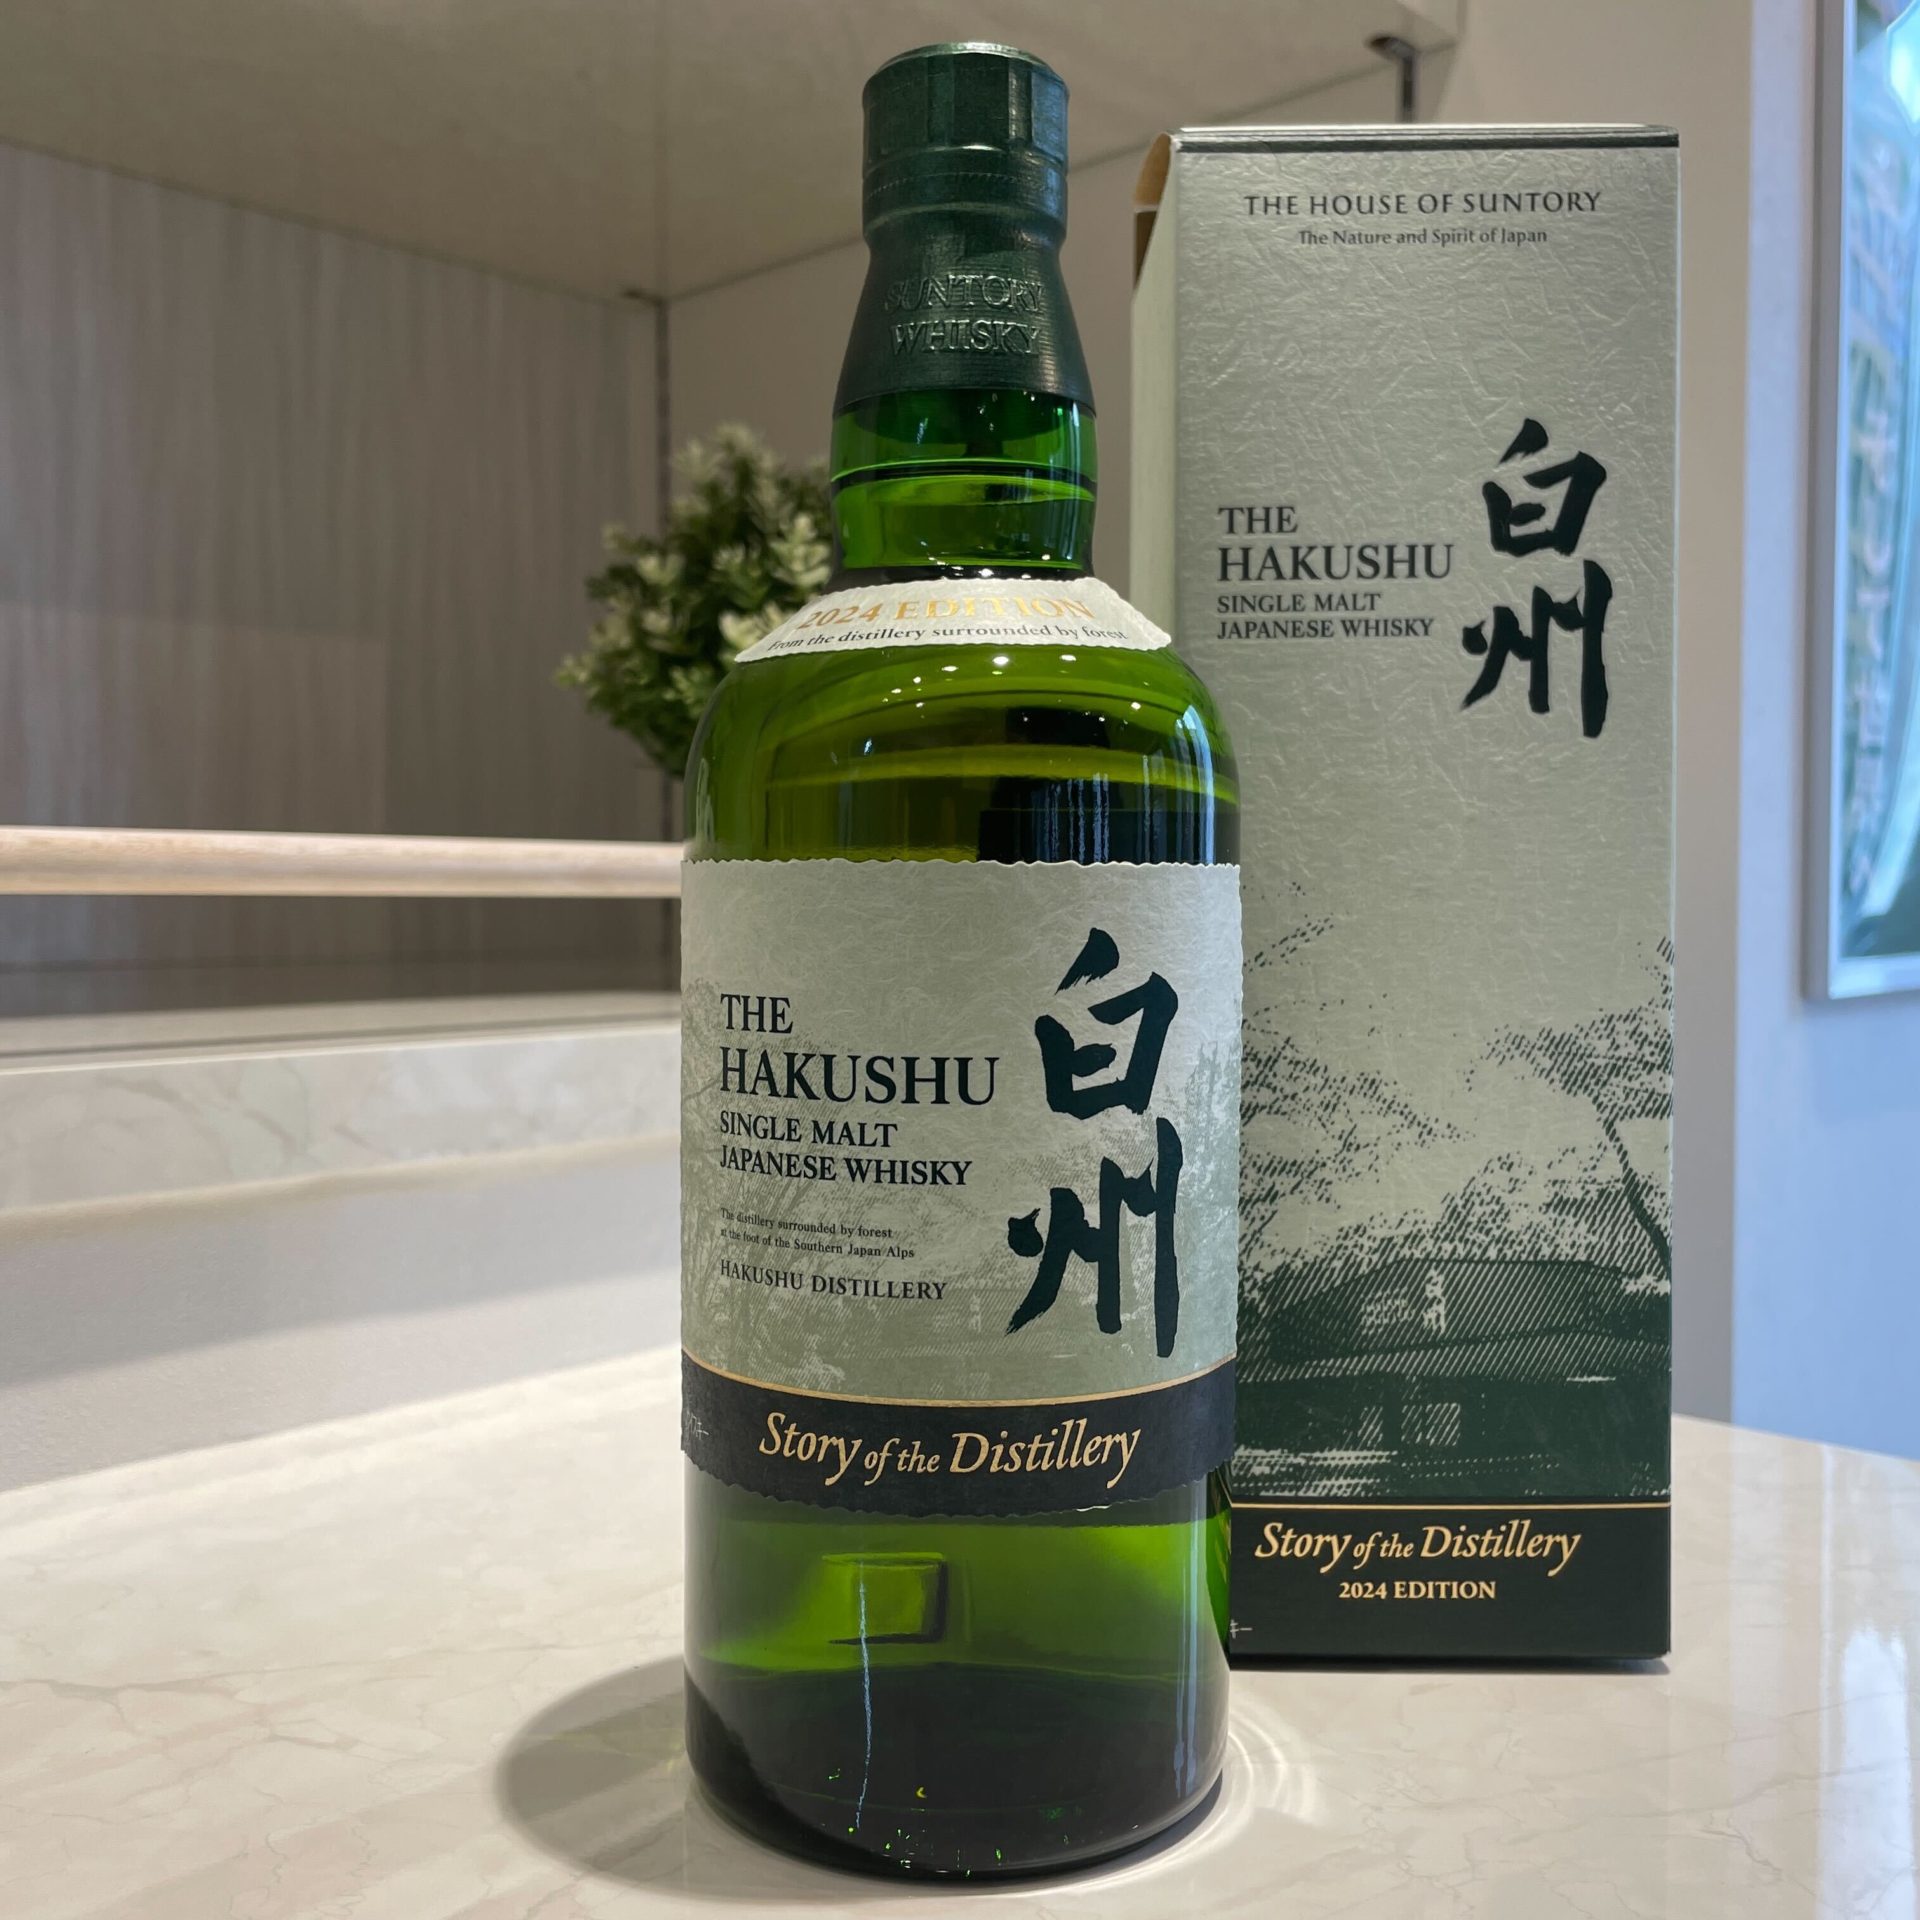 SUNTORY
WHISKY
2024 EDITION
From the distillery surrounded by forest
THE
HAKUSHU
SINGLE MALT
JAPANESE WHISKY
白州
The distillery surrounded by forest
at the foot of the Southern Japan Alps
HAKUSHU DISTILLERY
Story of the Distillery
THE HOUSE OF SUNTORY
The Nature and Spirit of Japan
THE
HAKUSHU
SINGLE MALT
JAPANESE WHISKY
白州
Story of the Distillery
2024 EDITION